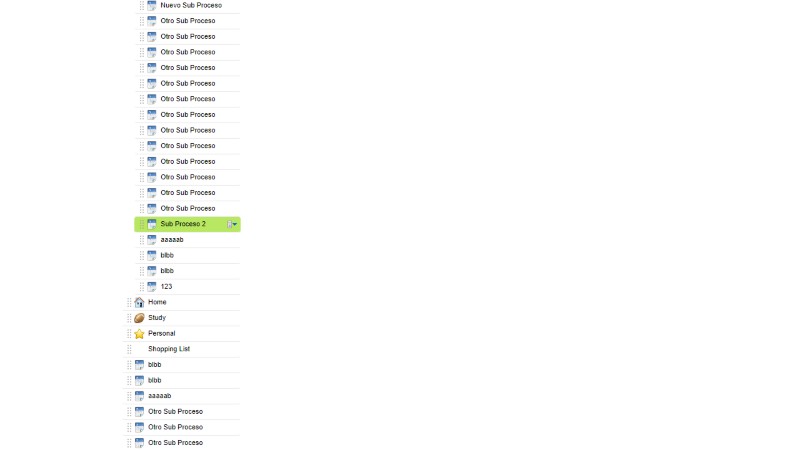 Nuevo Sub Proceso
Otro Sub Proceso
Otro Sub Proceso
Otro Sub Proceso
Otro Sub Proceso
Otro Sub Proceso
Otro Sub Proceso
Otro Sub Proceso
Otro Sub Proceso
Otro Sub Proceso
Otro Sub Proceso
Otro Sub Proceso
Otro Sub Proceso
Otro Sub Proceso
Sub Proceso 2
aaaaab
blbb
blbb
123
Home
Study
Personal
Shopping List
blbb
blbb
aaaaab
Otro Sub Proceso
Otro Sub Proceso
Otro Sub Proceso